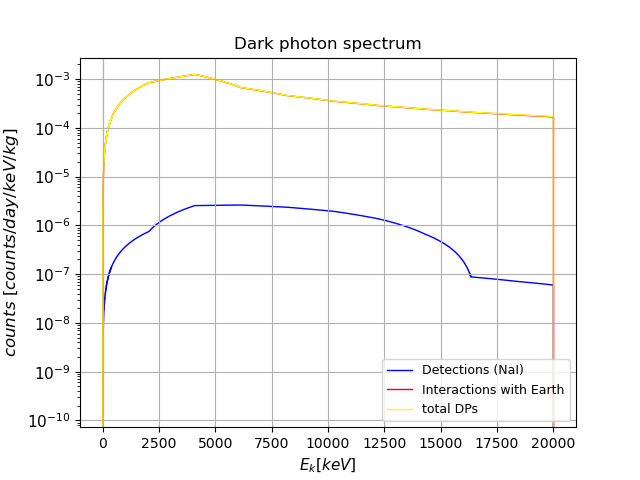 Dark photon spectrum
counts [counts/day/keV/kg]
10⁻³
10⁻⁴
10⁻⁵
10⁻⁶
10⁻⁷
10⁻⁸
10⁻⁹
10⁻¹⁰
Detections (NaI)
Interactions with Earth
total DPs
0 2500 5000 7500 10000 12500 15000 17500 20000
Eₖ[keV]